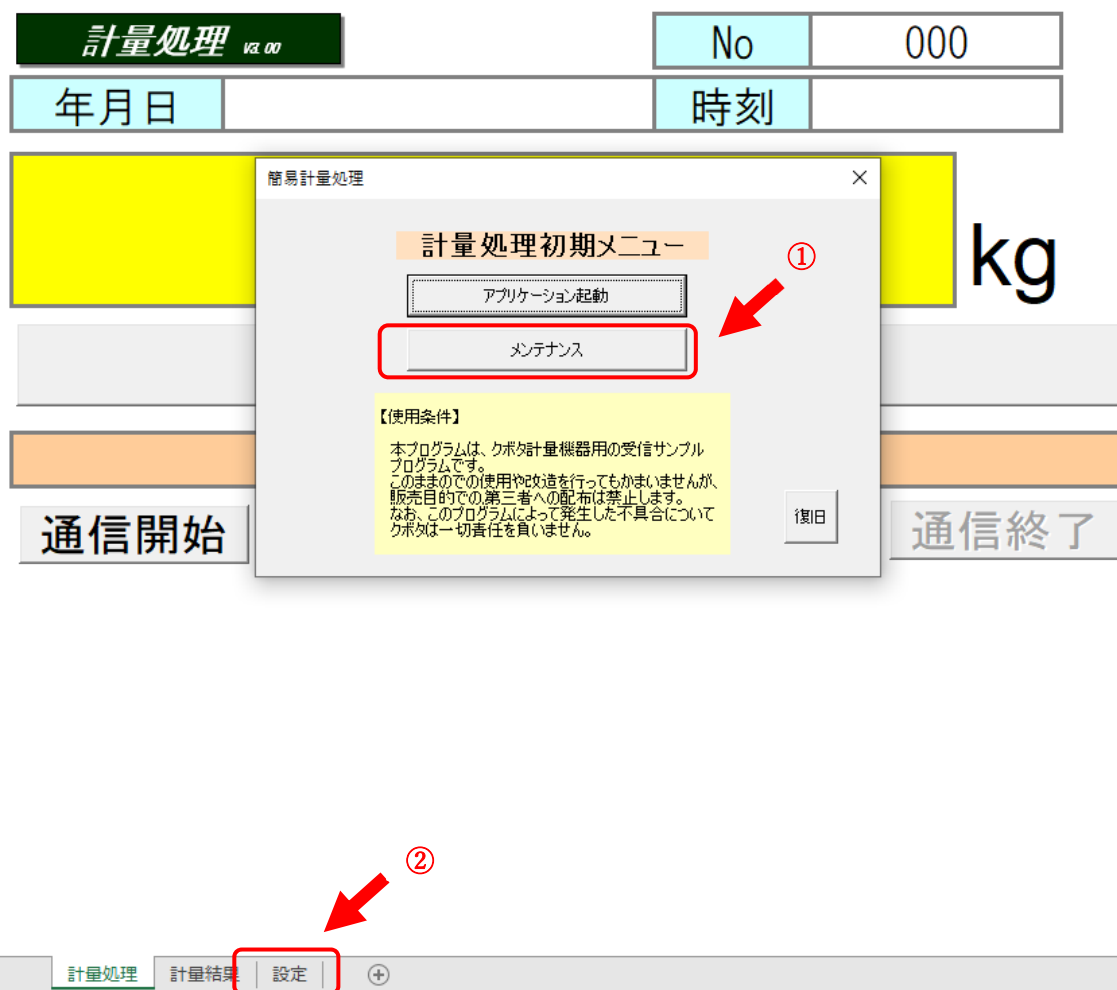 計量処理 V3.00
No 000
年月日 時刻
簡易計量処理
計量処理初期メニュー
①
kg
アプリケーション起動
メンテナンス
【使用条件】
本プログラムは、クボタ計量機器用の受信サンプル
プログラムです。
このままのでの使用や改造を行ってもかまいませんが、
販売目的での第三者への配布は禁止します。
なお、このプログラムによって発生した不具合について
クボタは一切責任を負いません。
復旧
通信開始 通信終了
②
計量処理 計量結果 設定